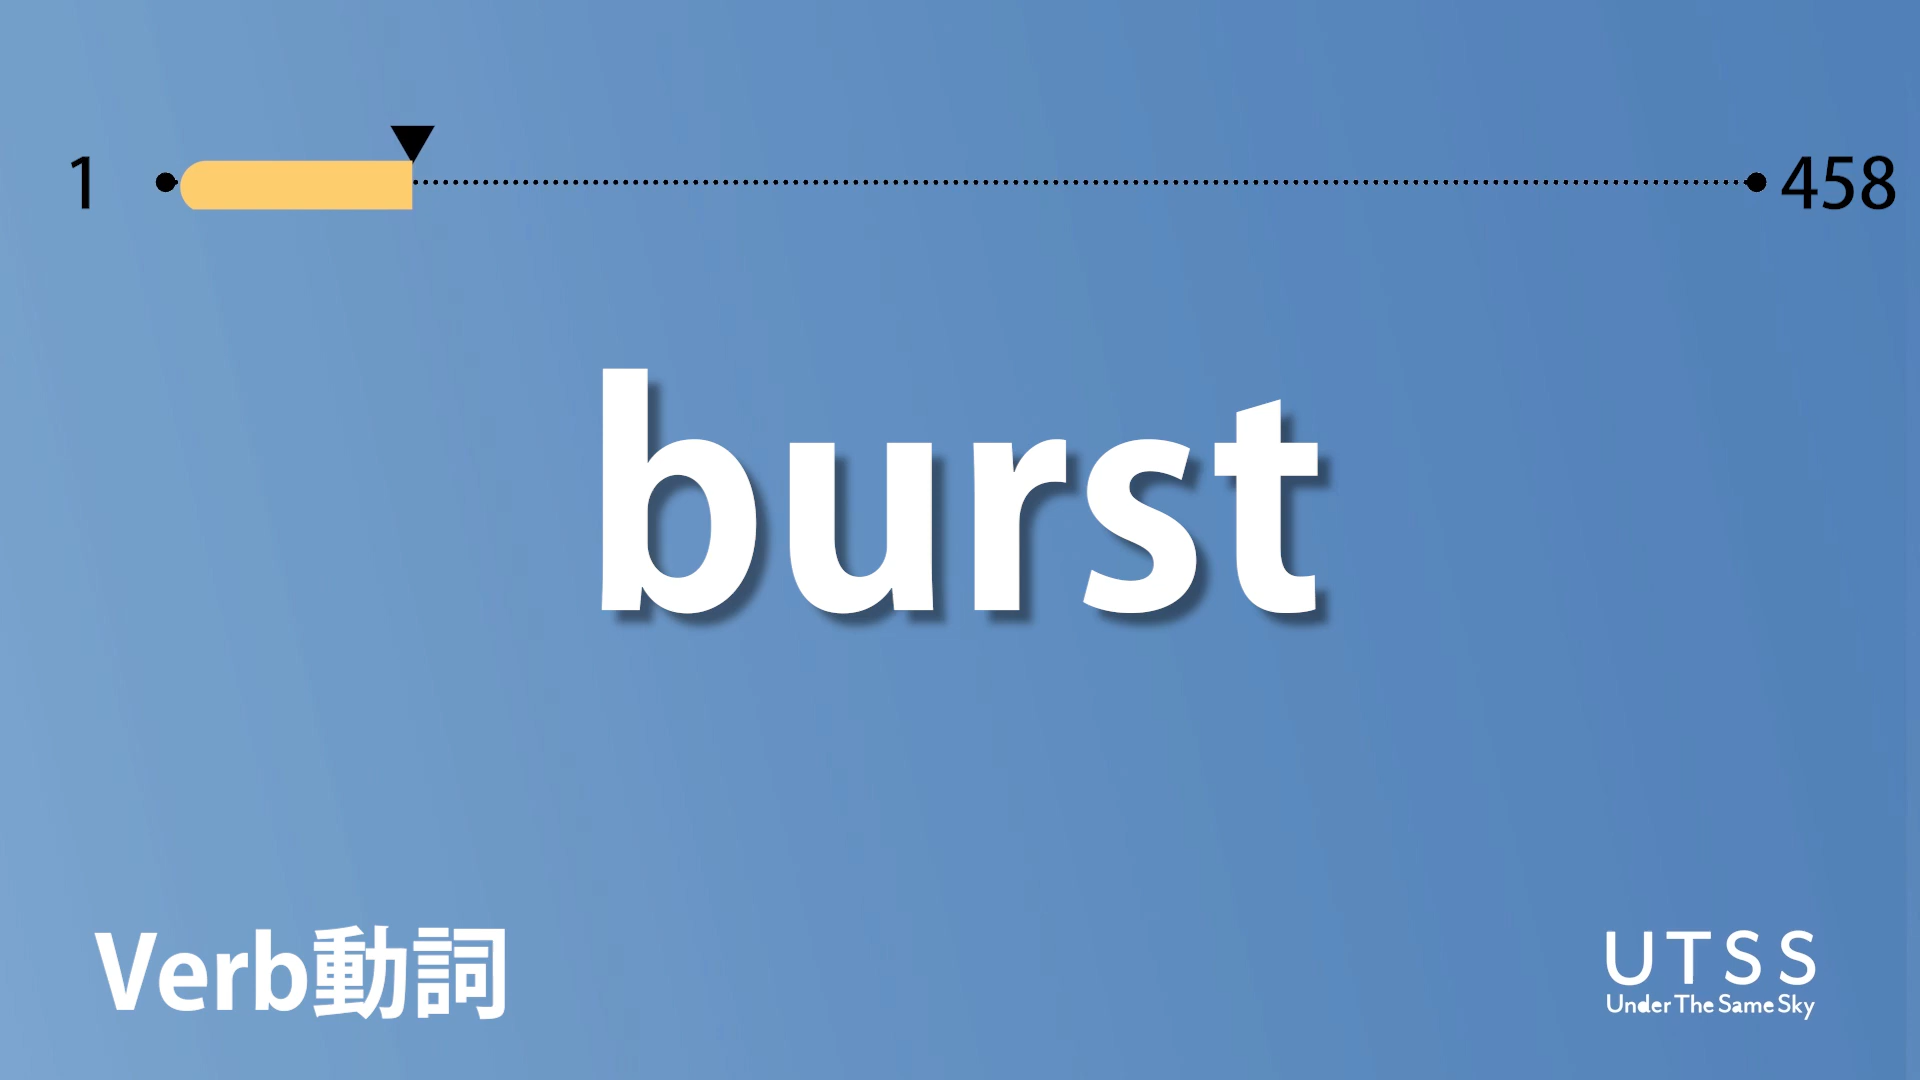 1
458
burst
Verb動詞
UTSS
Under The Same Sky